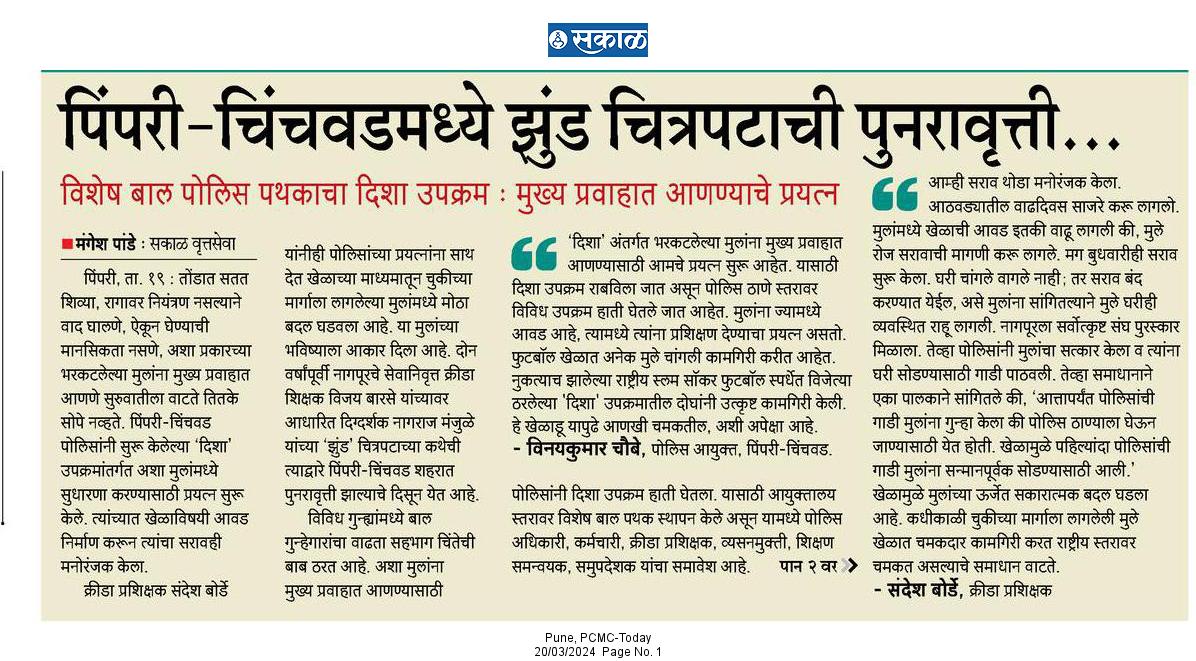 सकाळ
पिंपरी-चिंचवडमध्ये झुंड चित्रपटाची पुनरावृत्ती...
विशेष बाल पोलिस पथकाचा दिशा उपक्रम : मुख्य प्रवाहात आणण्याचे प्रयत्न
■ मंगेश पांडे : सकाळ वृत्तसेवा
पिंपरी, ता. १९ : तोंडात सतत
शिव्या, रागावर नियंत्रण नसल्याने
वाद घालणे, ऐकून घेण्याची
मानसिकता नसणे, अशा प्रकारच्या
भरकटलेल्या मुलांना मुख्य प्रवाहात
आणणे सुरुवातीला वाटते तितके
सोपे नव्हते. पिंपरी-चिंचवड
पोलिसांनी सुरू केलेल्या 'दिशा'
उपक्रमांतर्गत अशा मुलांमध्ये
सुधारणा करण्यासाठी प्रयत्न सुरू
केले. त्यांच्यात खेळाविषयी आवड
निर्माण करून त्यांचा सरावही
मनोरंजक केला.
क्रीडा प्रशिक्षक संदेश बोर्डे
यांनीही पोलिसांच्या प्रयत्नांना साथ
देत खेळाच्या माध्यमातून चुकीच्या
मार्गाला लागलेल्या मुलांमध्ये मोठा
बदल घडवला आहे. या मुलांच्या
भविष्याला आकार दिला आहे. दोन
वर्षांपूर्वी नागपूरचे सेवानिवृत्त क्रीडा
शिक्षक विजय बारसे यांच्यावर
आधारित दिग्दर्शक नागराज मंजुळे
यांच्या 'झुंड' चित्रपटाच्या कथेची
त्याद्वारे पिंपरी-चिंचवड शहरात
पुनरावृत्ती झाल्याचे दिसून येत आहे.
विविध गुन्ह्यांमध्ये बाल
गुन्हेगारांचा वाढता सहभाग चिंतेची
बाब ठरत आहे. अशा मुलांना
मुख्य प्रवाहात आणण्यासाठी
'दिशा' अंतर्गत भरकटलेल्या मुलांना मुख्य प्रवाहात
आणण्यासाठी आमचे प्रयत्न सुरू आहेत. यासाठी
दिशा उपक्रम राबविला जात असून पोलिस ठाणे स्तरावर
विविध उपक्रम हाती घेतले जात आहेत. मुलांना ज्यामध्ये
आवड आहे, त्यामध्ये त्यांना प्रशिक्षण देण्याचा प्रयत्न असतो.
फुटबॉल खेळात अनेक मुले चांगली कामगिरी करीत आहेत.
नुकत्याच झालेल्या राष्ट्रीय स्लम सॉकर फुटबॉल स्पर्धेत विजेत्या
ठरलेल्या 'दिशा' उपक्रमातील दोघांनी उत्कृष्ट कामगिरी केली.
हे खेळाडू यापुढे आणखी चमकतील, अशी अपेक्षा आहे.
- विनयकुमार चौबे, पोलिस आयुक्त, पिंपरी-चिंचवड.
पोलिसांनी दिशा उपक्रम हाती घेतला. यासाठी आयुक्तालय
स्तरावर विशेष बाल पथक स्थापन केले असून यामध्ये पोलिस
अधिकारी, कर्मचारी, क्रीडा प्रशिक्षक, व्यसनमुक्ती, शिक्षण
समन्वयक, समुपदेशक यांचा समावेश आहे. पान २ वर
आम्ही सराव थोडा मनोरंजक केला.
आठवड्यातील वाढदिवस साजरे करू लागलो.
मुलांमध्ये खेळाची आवड इतकी वाढू लागली की, मुले
रोज सरावाची मागणी करू लागले. मग बुधवारीही सराव
सुरू केला. घरी चांगले वागले नाही; तर सराव बंद
करण्यात येईल, असे मुलांना सांगितल्याने मुले घरीही
व्यवस्थित राहू लागली. नागपूरला सर्वोत्कृष्ट संघ पुरस्कार
मिळाला. तेव्हा पोलिसांनी मुलांचा सत्कार केला व त्यांना
घरी सोडण्यासाठी गाडी पाठवली. तेव्हा समाधानाने
एका पालकाने सांगितले की, 'आत्तापर्यंत पोलिसांची
गाडी मुलांना गुन्हा केला की पोलिस ठाण्याला घेऊन
जाण्यासाठी येत होती. खेळामुळे पहिल्यांदा पोलिसांची
गाडी मुलांना सन्मानपूर्वक सोडण्यासाठी आली.'
खेळामुळे मुलांच्या ऊर्जेत सकारात्मक बदल घडला
आहे. कधीकाळी चुकीच्या मार्गाला लागलेली मुले
खेळात चमकदार कामगिरी करत राष्ट्रीय स्तरावर
चमकत असल्याचे समाधान वाटते.
- संदेश बोर्डे, क्रीडा प्रशिक्षक
Pune, PCMC-Today
20/03/2024 Page No. 1